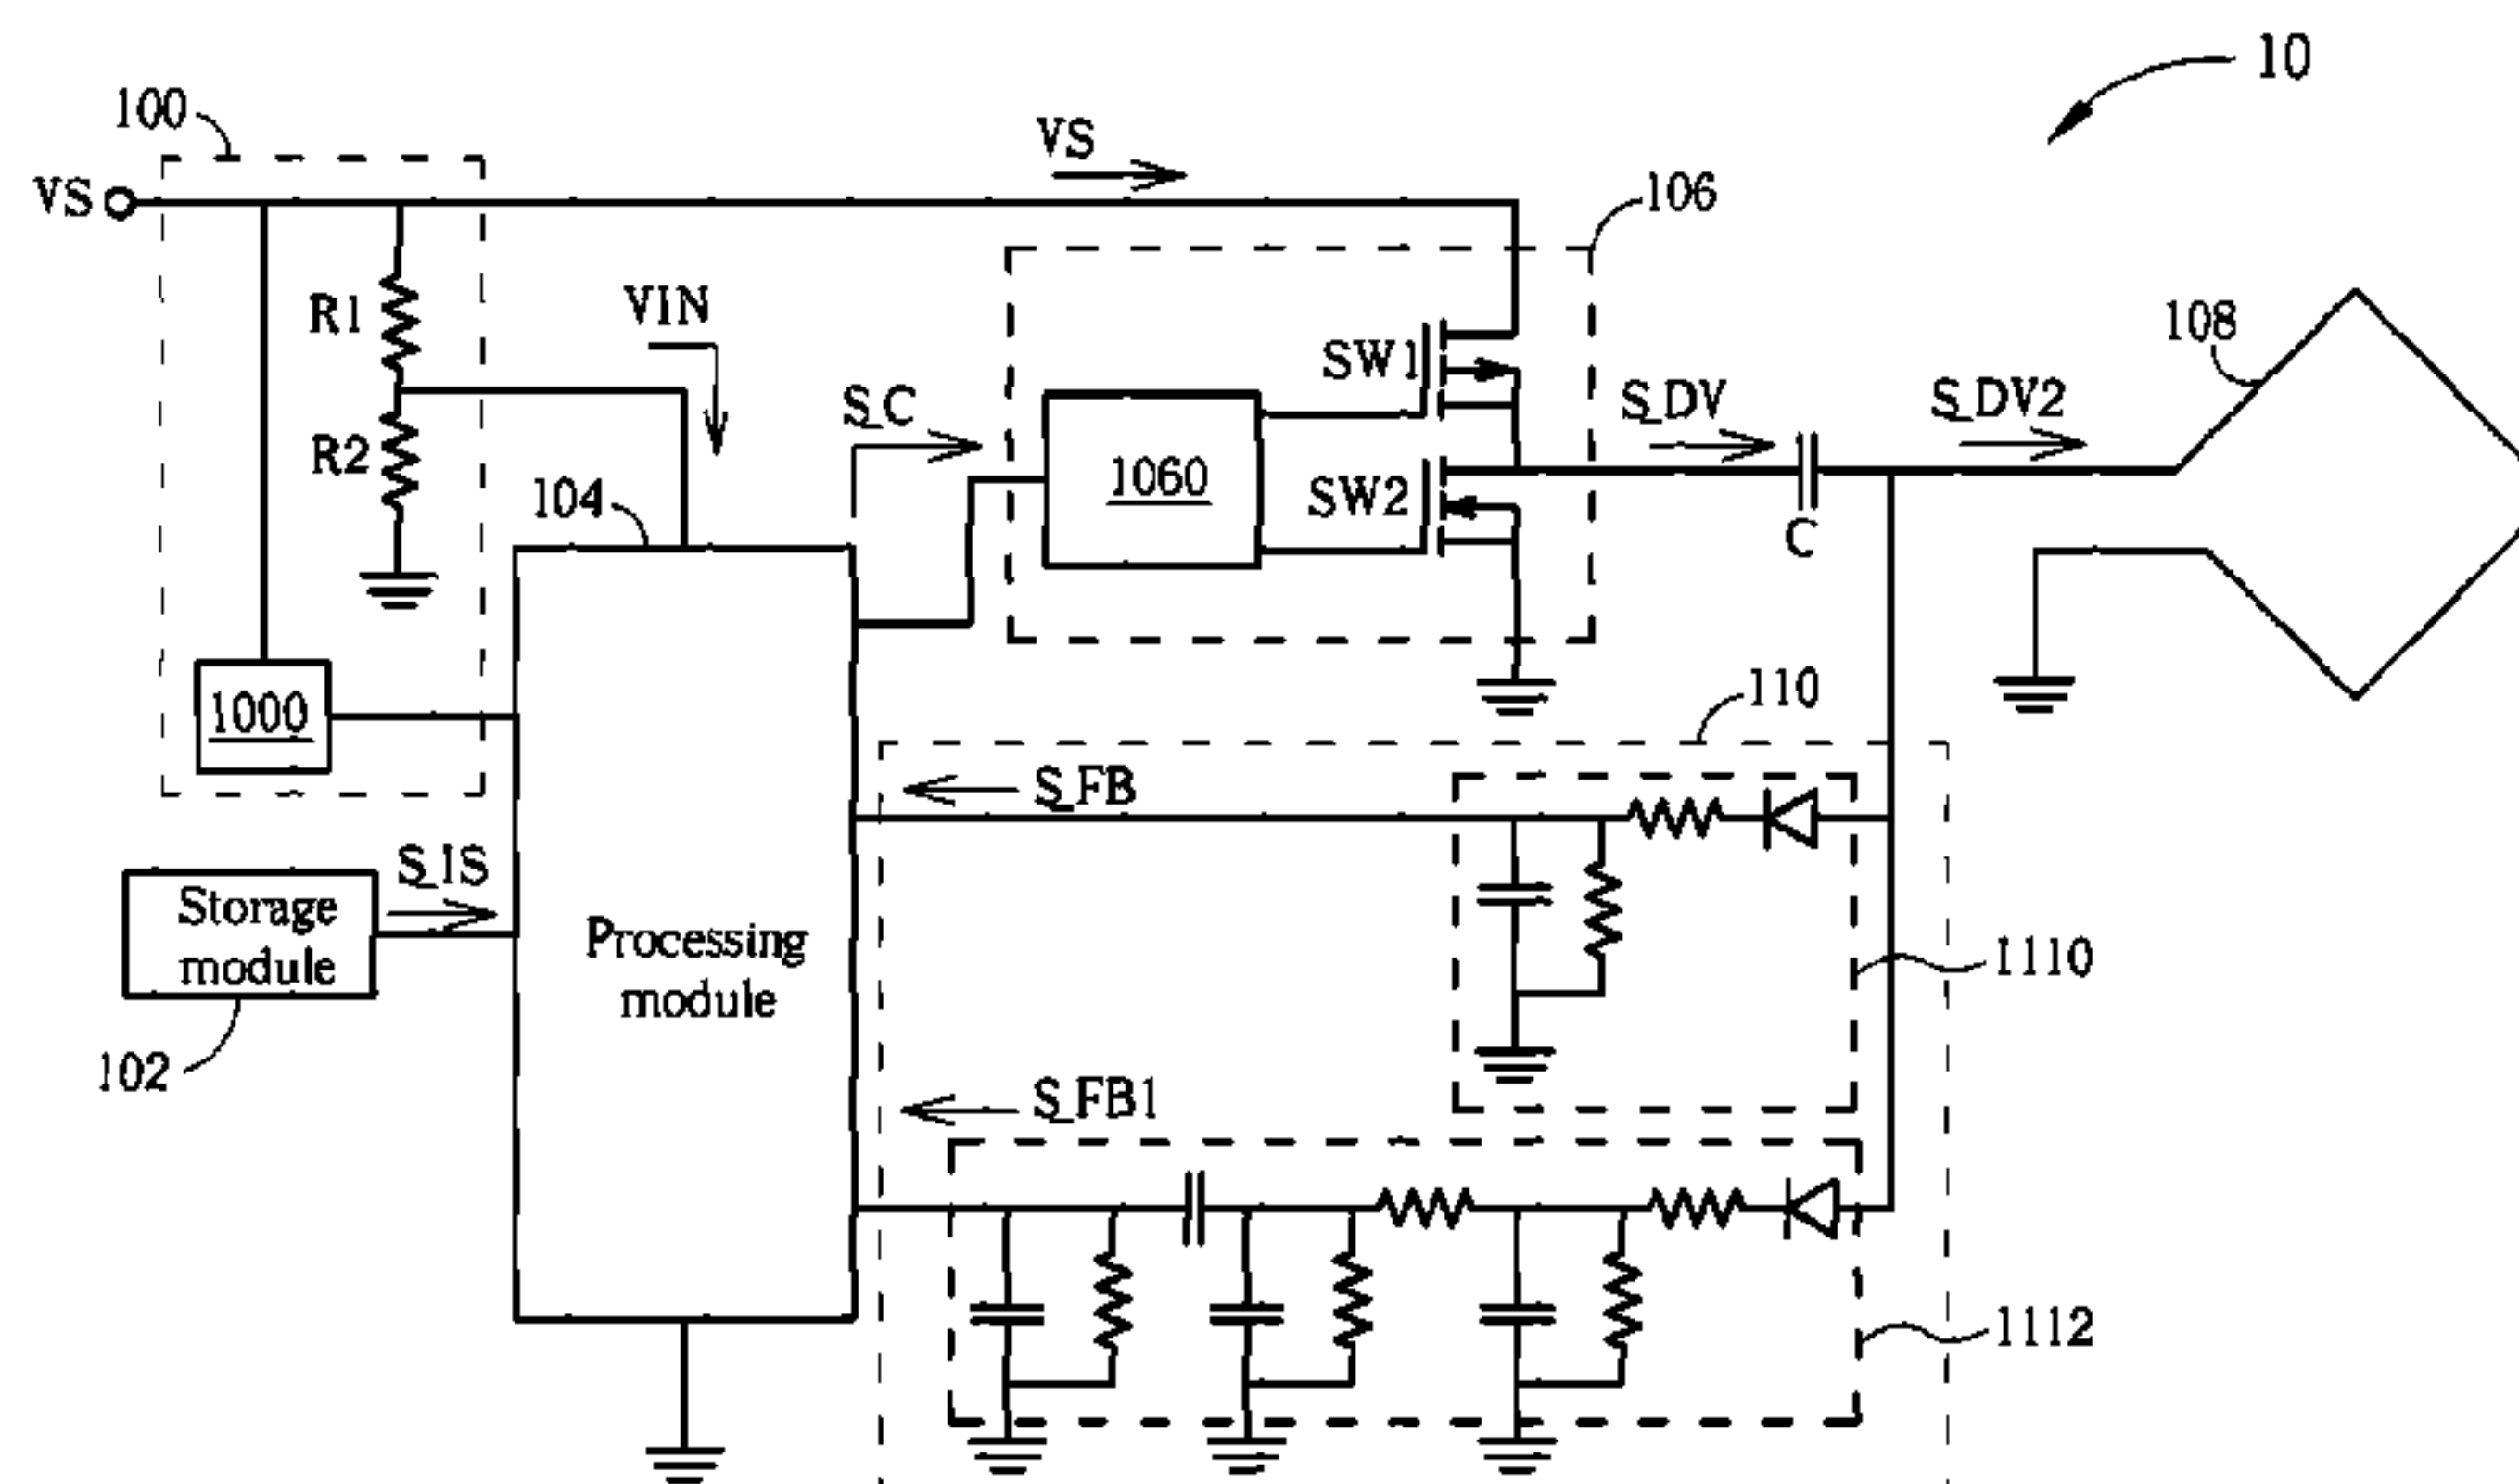 10
100
VS
VS
106
R1
VIN
108
SW1
S_C
S_DV
S_DV2
R2
1060
SW2
104
C
1000
110
S_FB
S_IS
Storage
module
Processing
module
1110
102
S_FB1
1112